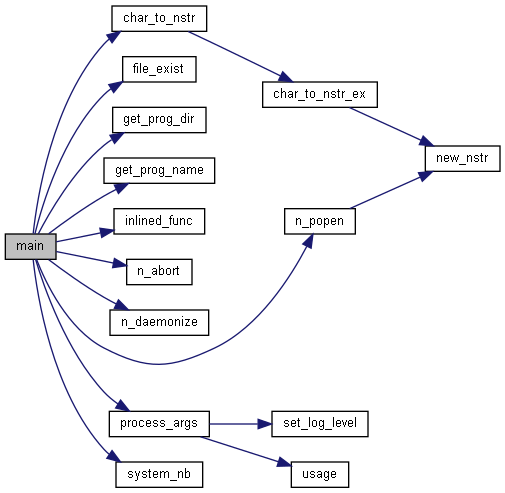 char_to_nstr
file_exist
char_to_nstr_ex
get_prog_dir
new_nstr
get_prog_name
inlined_func
n_popen
main
n_abort
n_daemonize
process_args
set_log_level
system_nb
usage